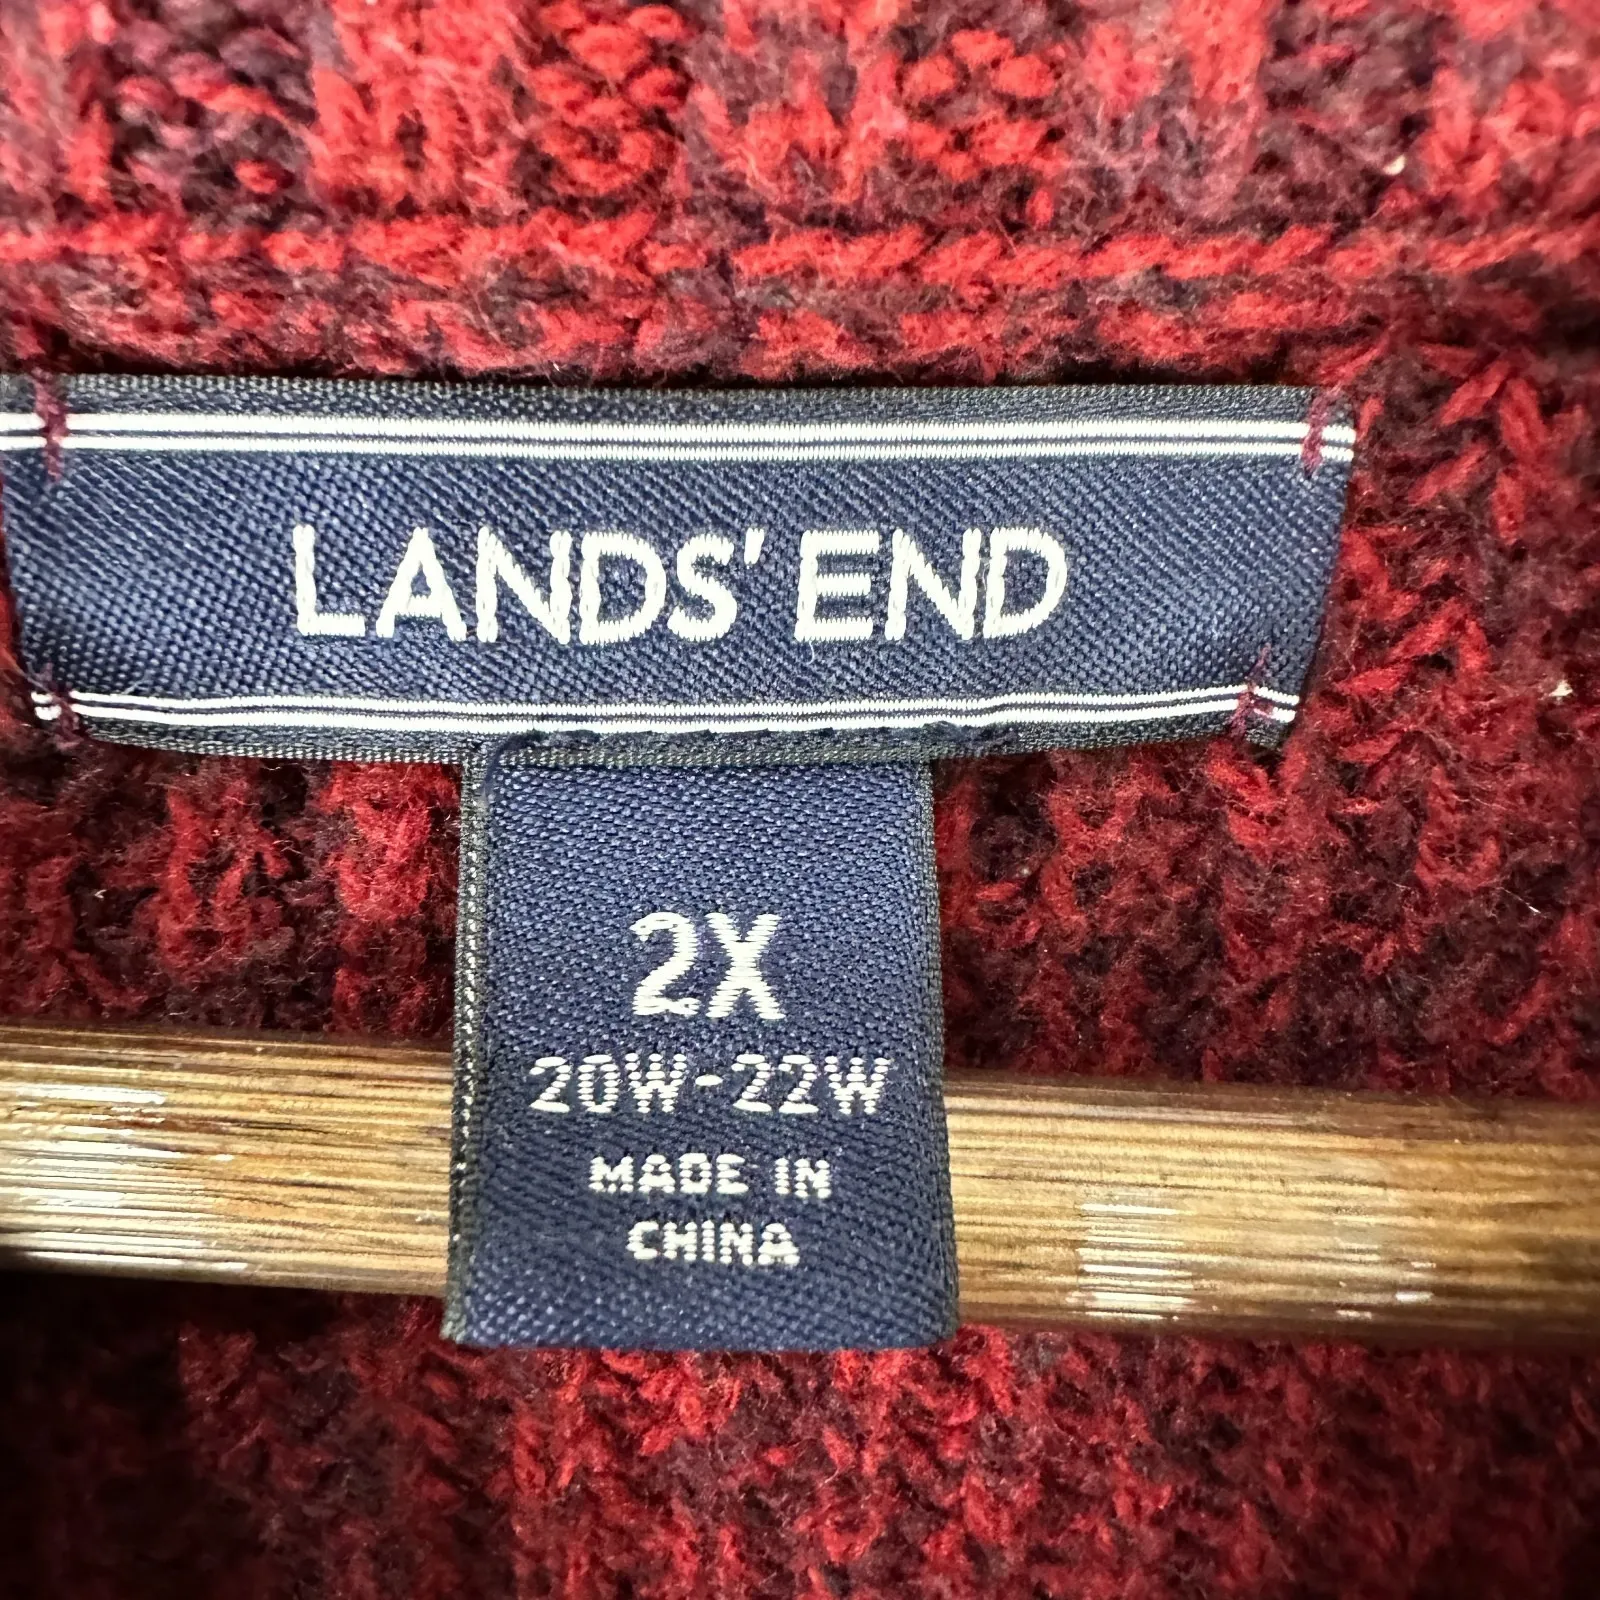 LANDS' END
2X
20W-22W
MADE IN
CHINA